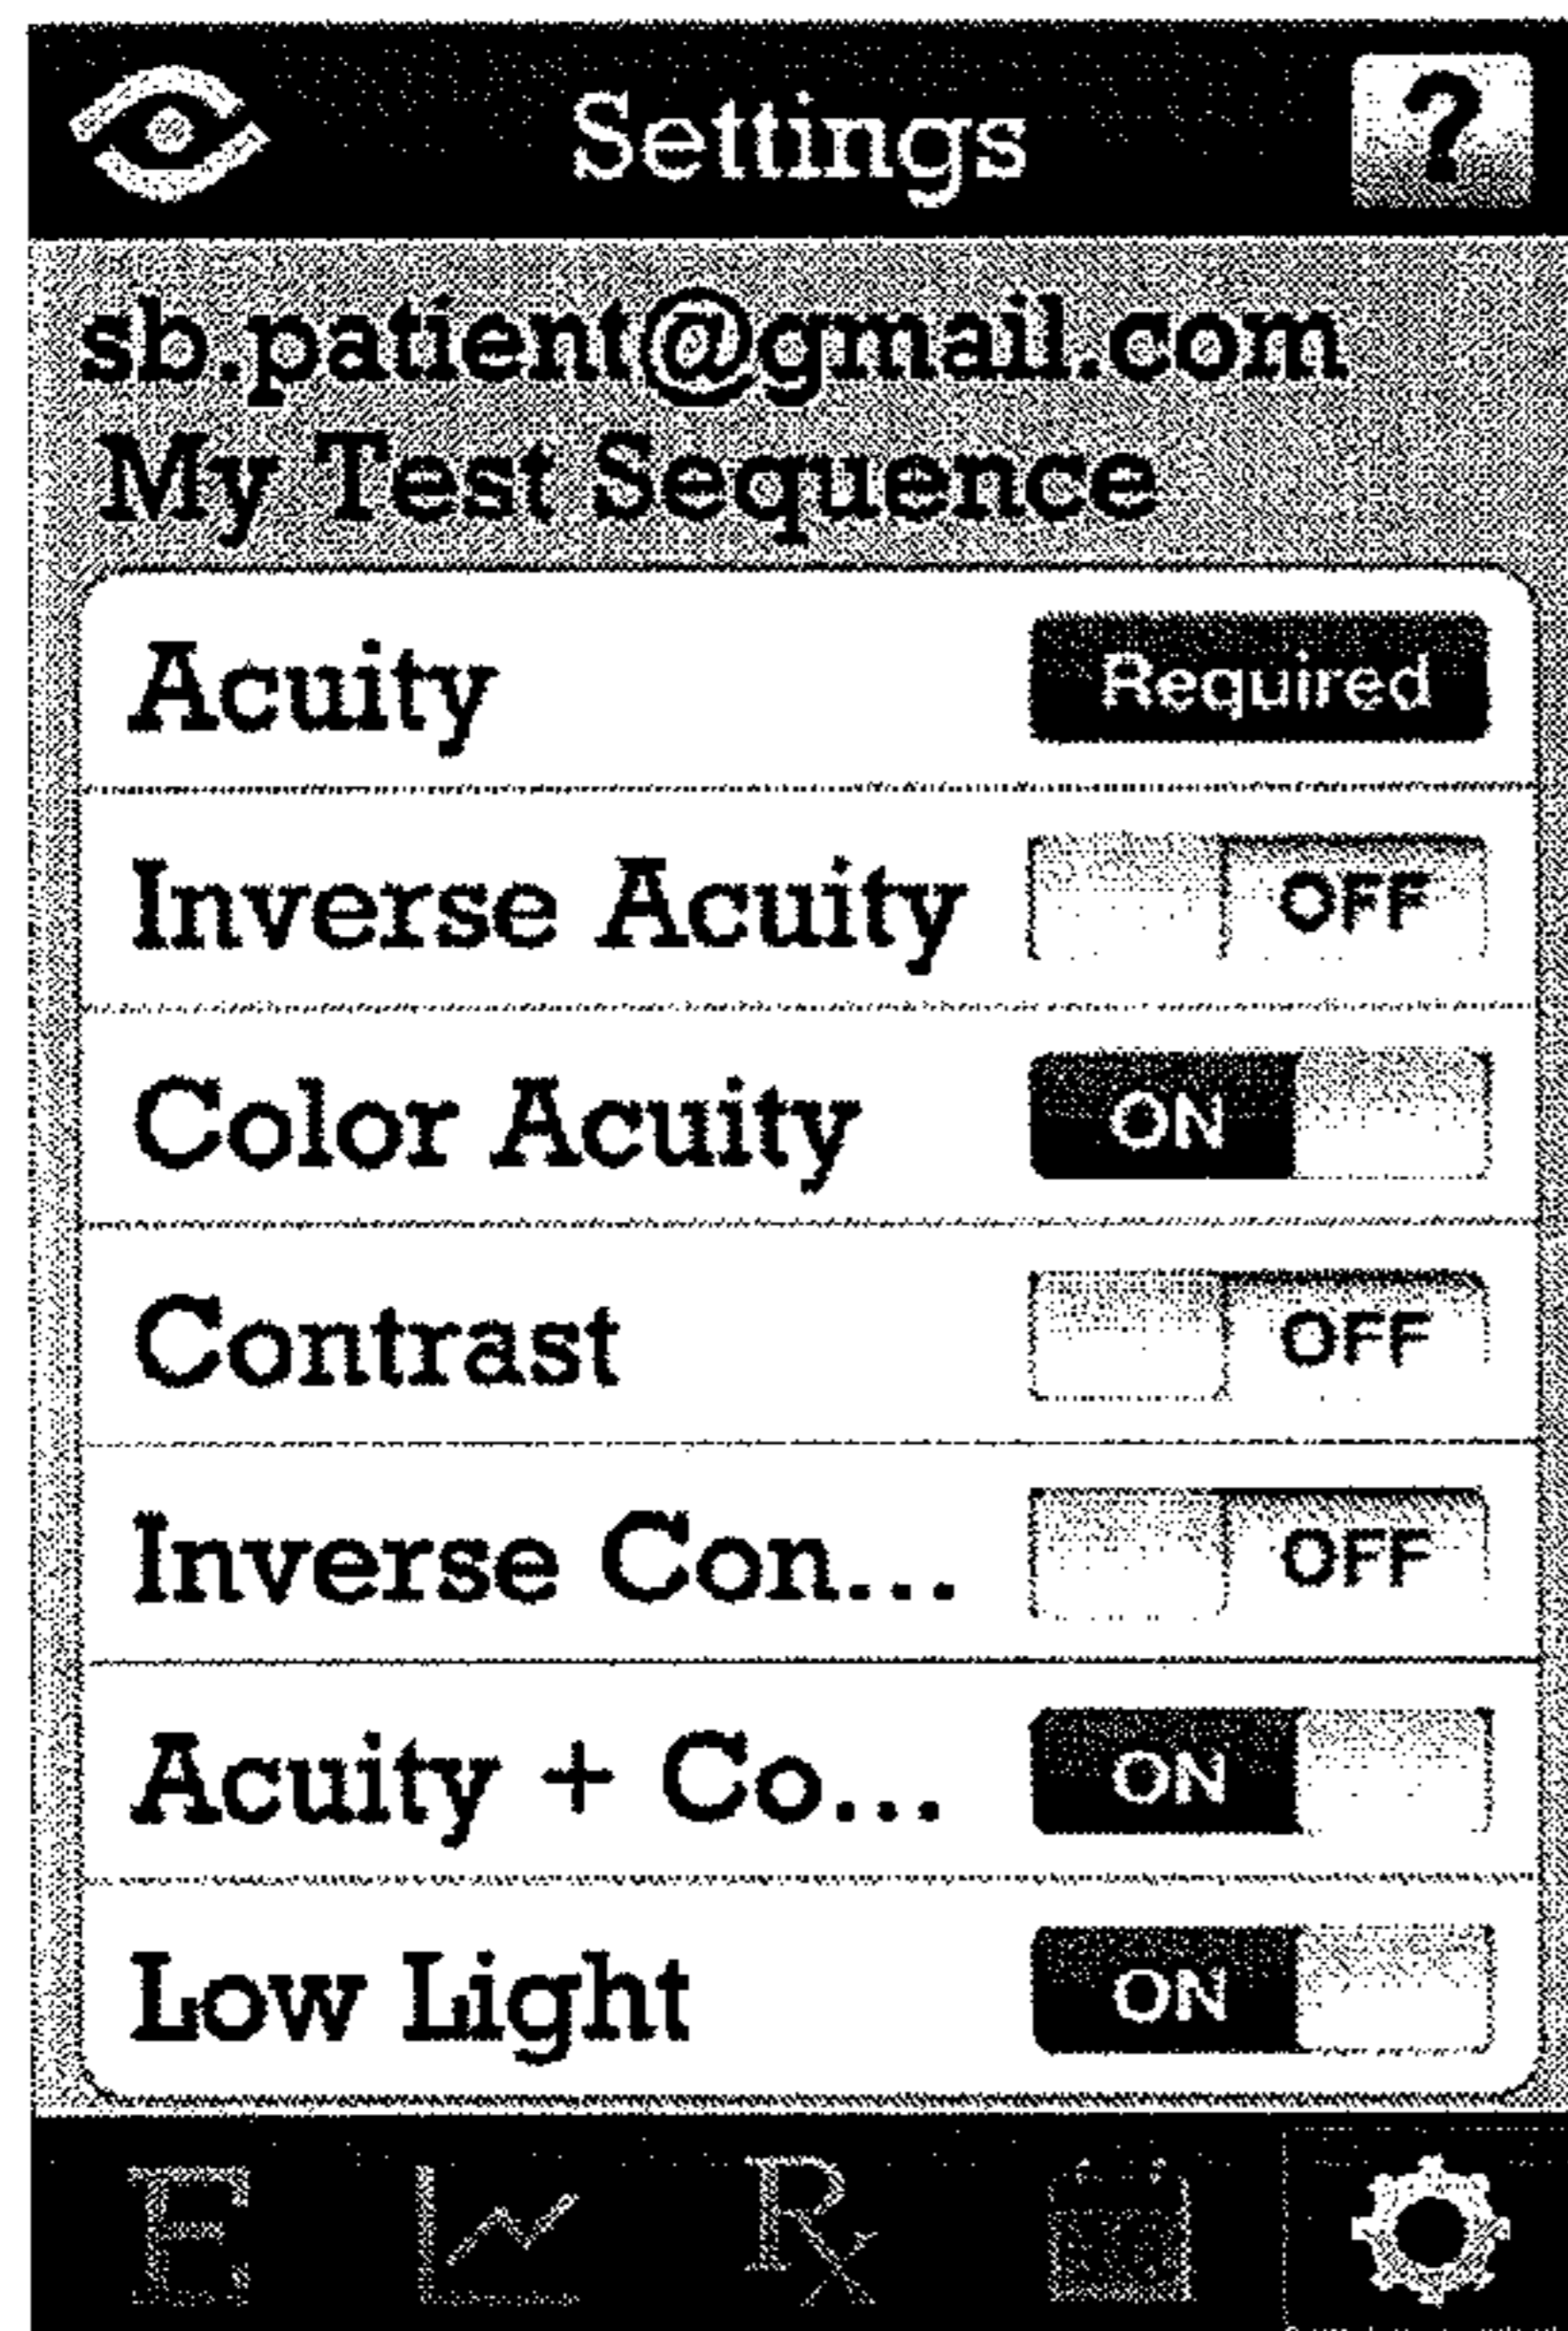 Settings ?
sb.patient@gmail.com
My Test Sequence
Acuity Required
Inverse Acuity OFF
Color Acuity ON
Contrast OFF
Inverse Con... OFF
Acuity + Co... ON
Low Light ON
E Rx